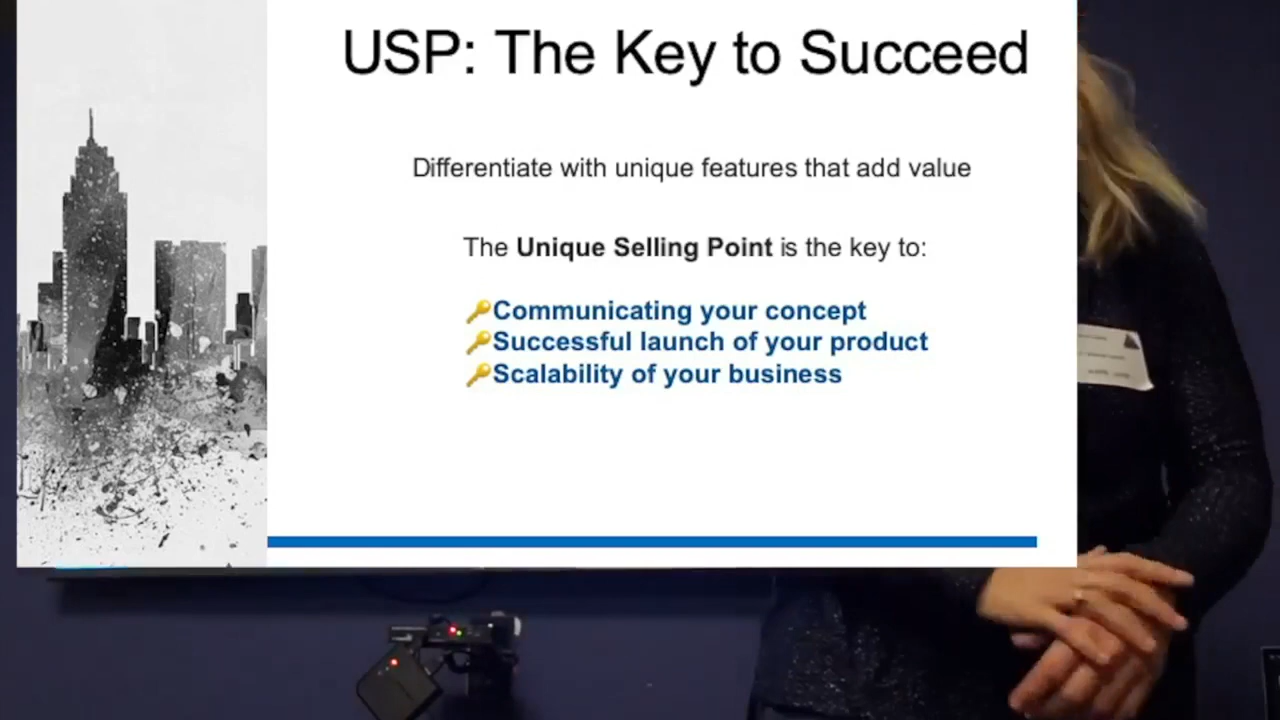 USP: The Key to Succeed
Differentiate with unique features that add value
The Unique Selling Point is the key to:
🔑Communicating your concept
🔑Successful launch of your product
🔑Scalability of your business